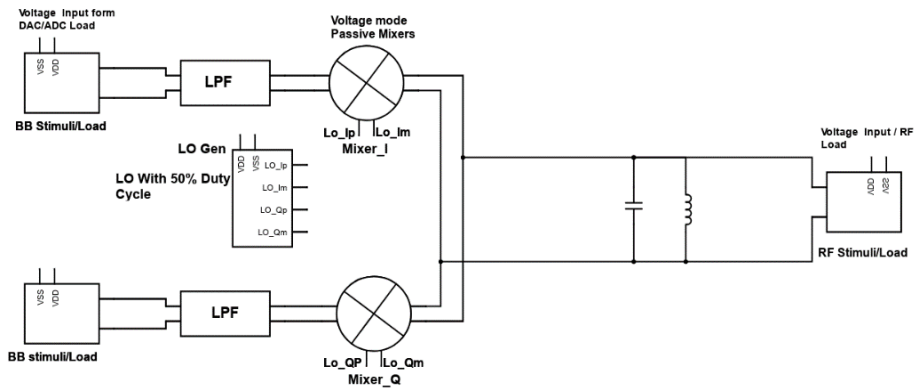 Voltage Input form
DAC/ADC Load
VSS
VDD
BB Stimuli/Load
LPF
Voltage mode
Passive Mixers
Lo_Ip
Lo_Im
Mixer_I
LO Gen
LO With 50% Duty
Cycle
VDD
VSS
LO_Ip
LO_Im
LO_Qp
LO_Qm
Voltage Input / RF
Load
VDD
VSS
RF Stimuli/Load
VSS
VDD
BB stimuli/Load
LPF
Lo_QP
Lo_Qm
Mixer_Q